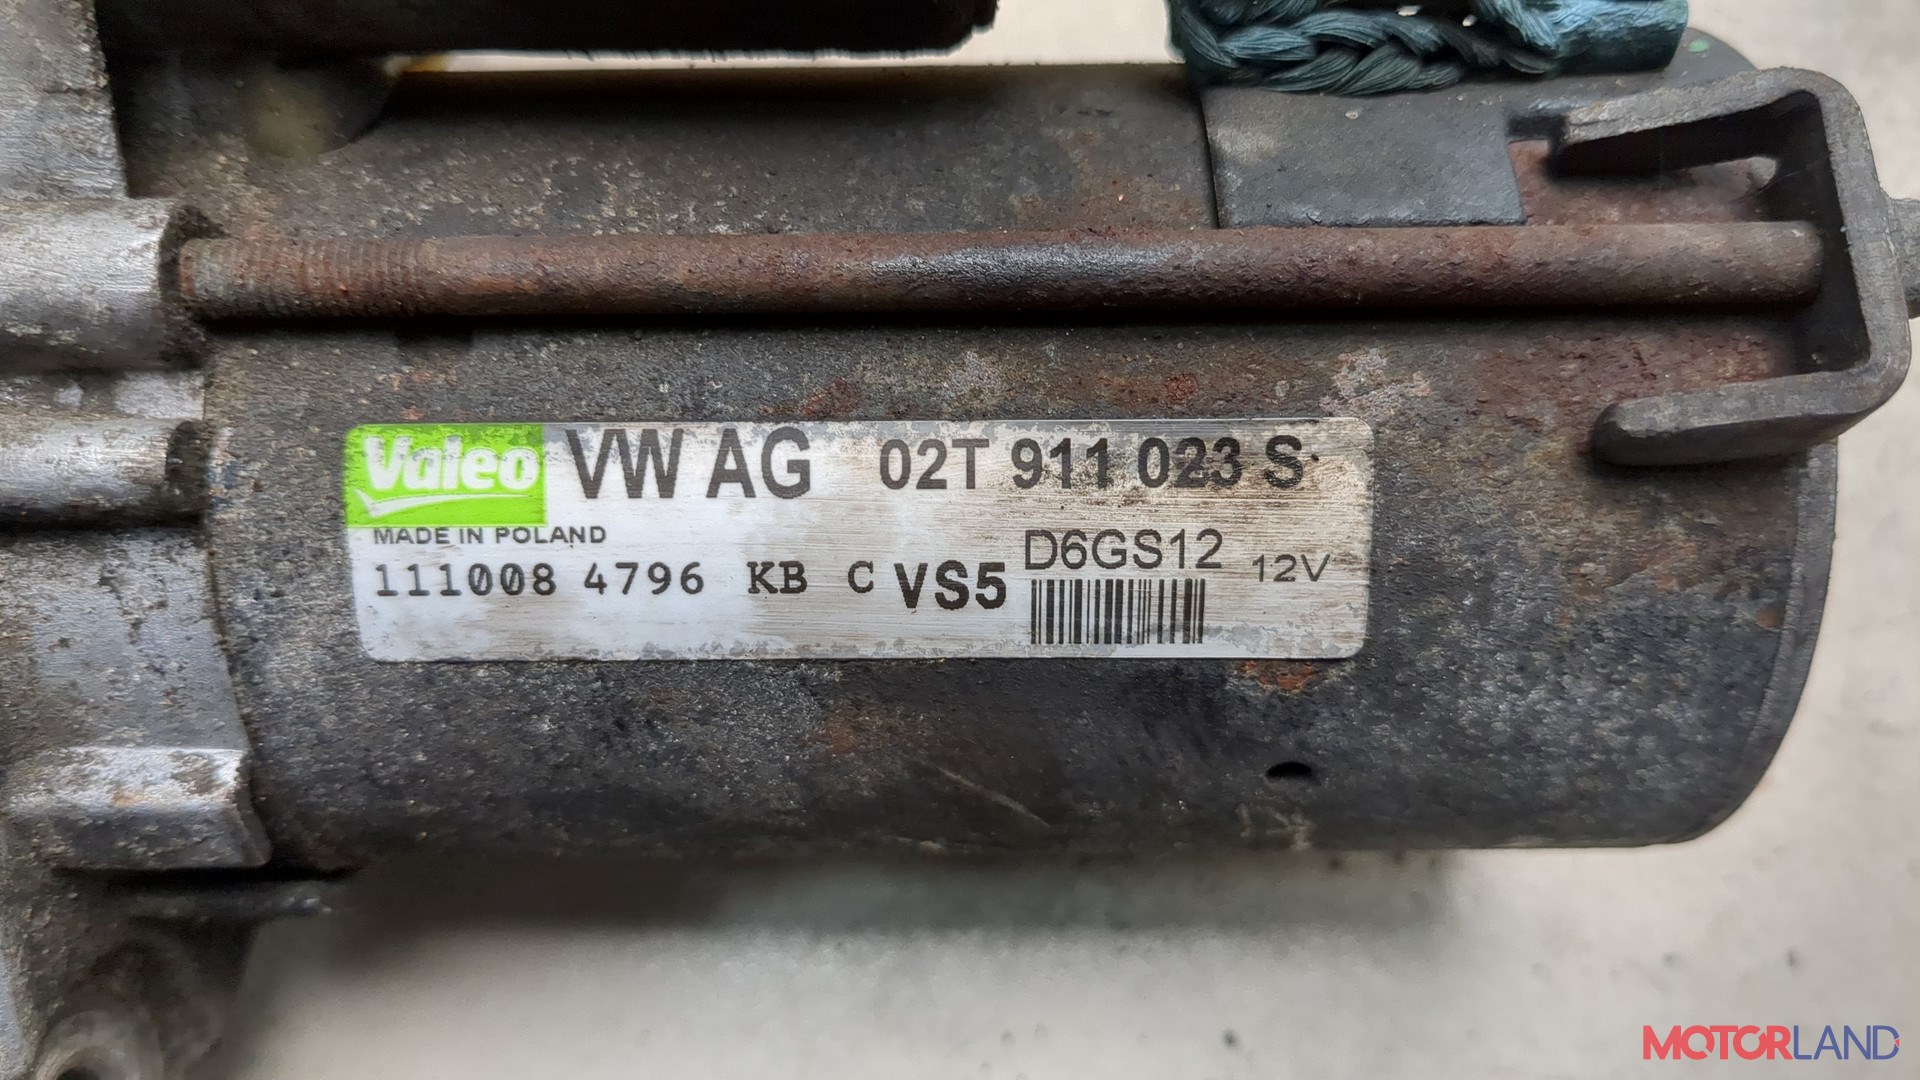 Valeo VW AG 02T 911 023 S
MADE IN POLAND
D6GS12 12V
111008 4796 KB C VS5
MOTORLAND